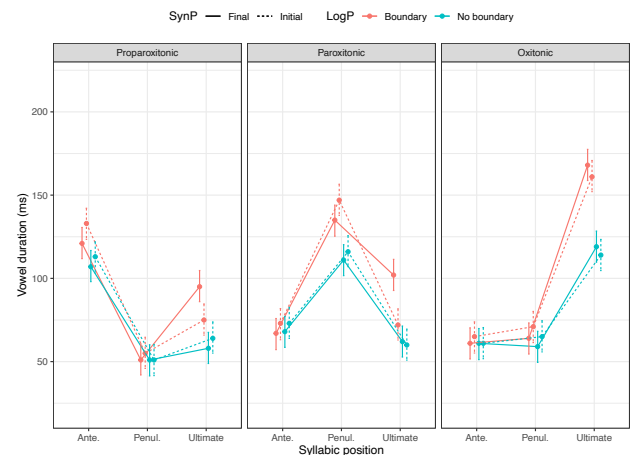 SynP Final Initial LogP Boundary No boundary
Proparoxitonic Paroxitonic Oxitonic
200
150
100
50
Vowel duration (ms)
Ante. Penul. Ultimate Ante. Penul. Ultimate Ante. Penul. Ultimate
Syllabic position